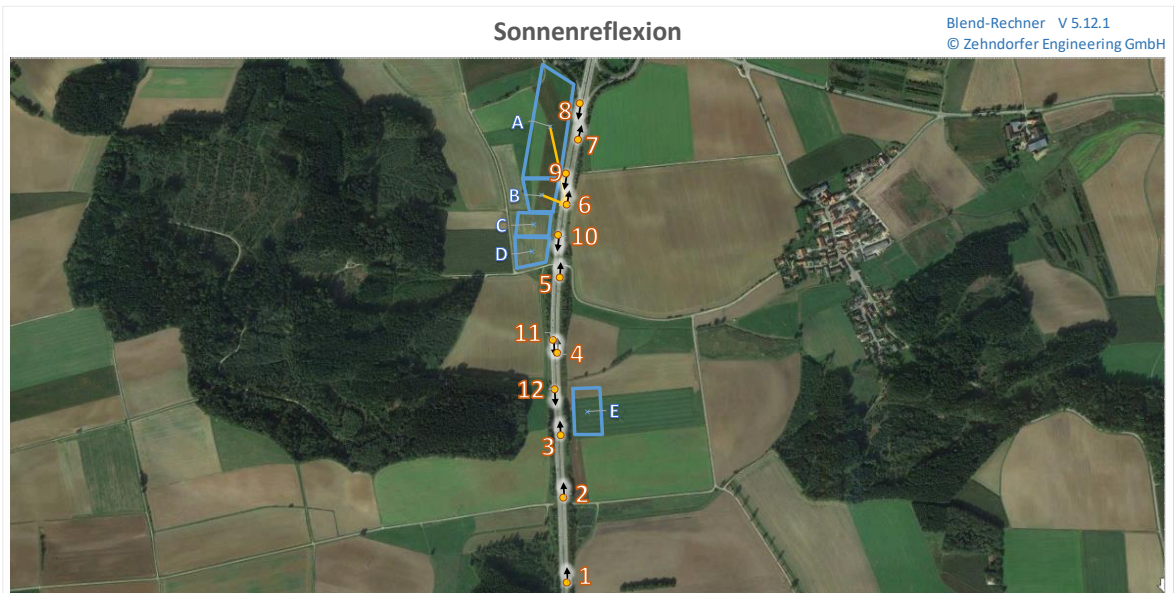 Sonnenreflexion
Blend-Rechner V 5.12.1
© Zehndorfer Engineering GmbH
8
A
7
9
B
6
C
10
D
5
11
4
12
E
3
2
1